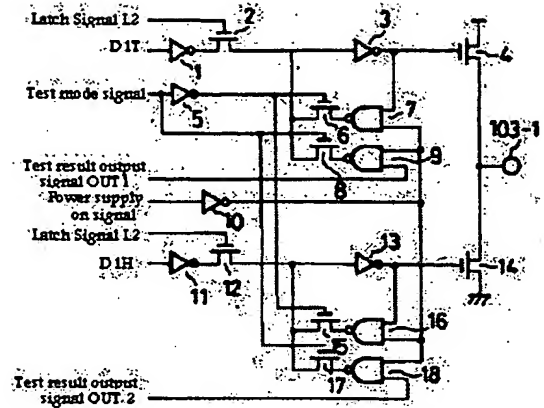 Latch Signal L2
2
3
D1T
1
4
Test mode signal
5
7
6
103-1
9
Test result output
signal OUT 1
8
Power supply
on signal
10
Latch Signal L2
13
D1H
11
12
14
16
15
17
18
Test result output
signal OUT 2